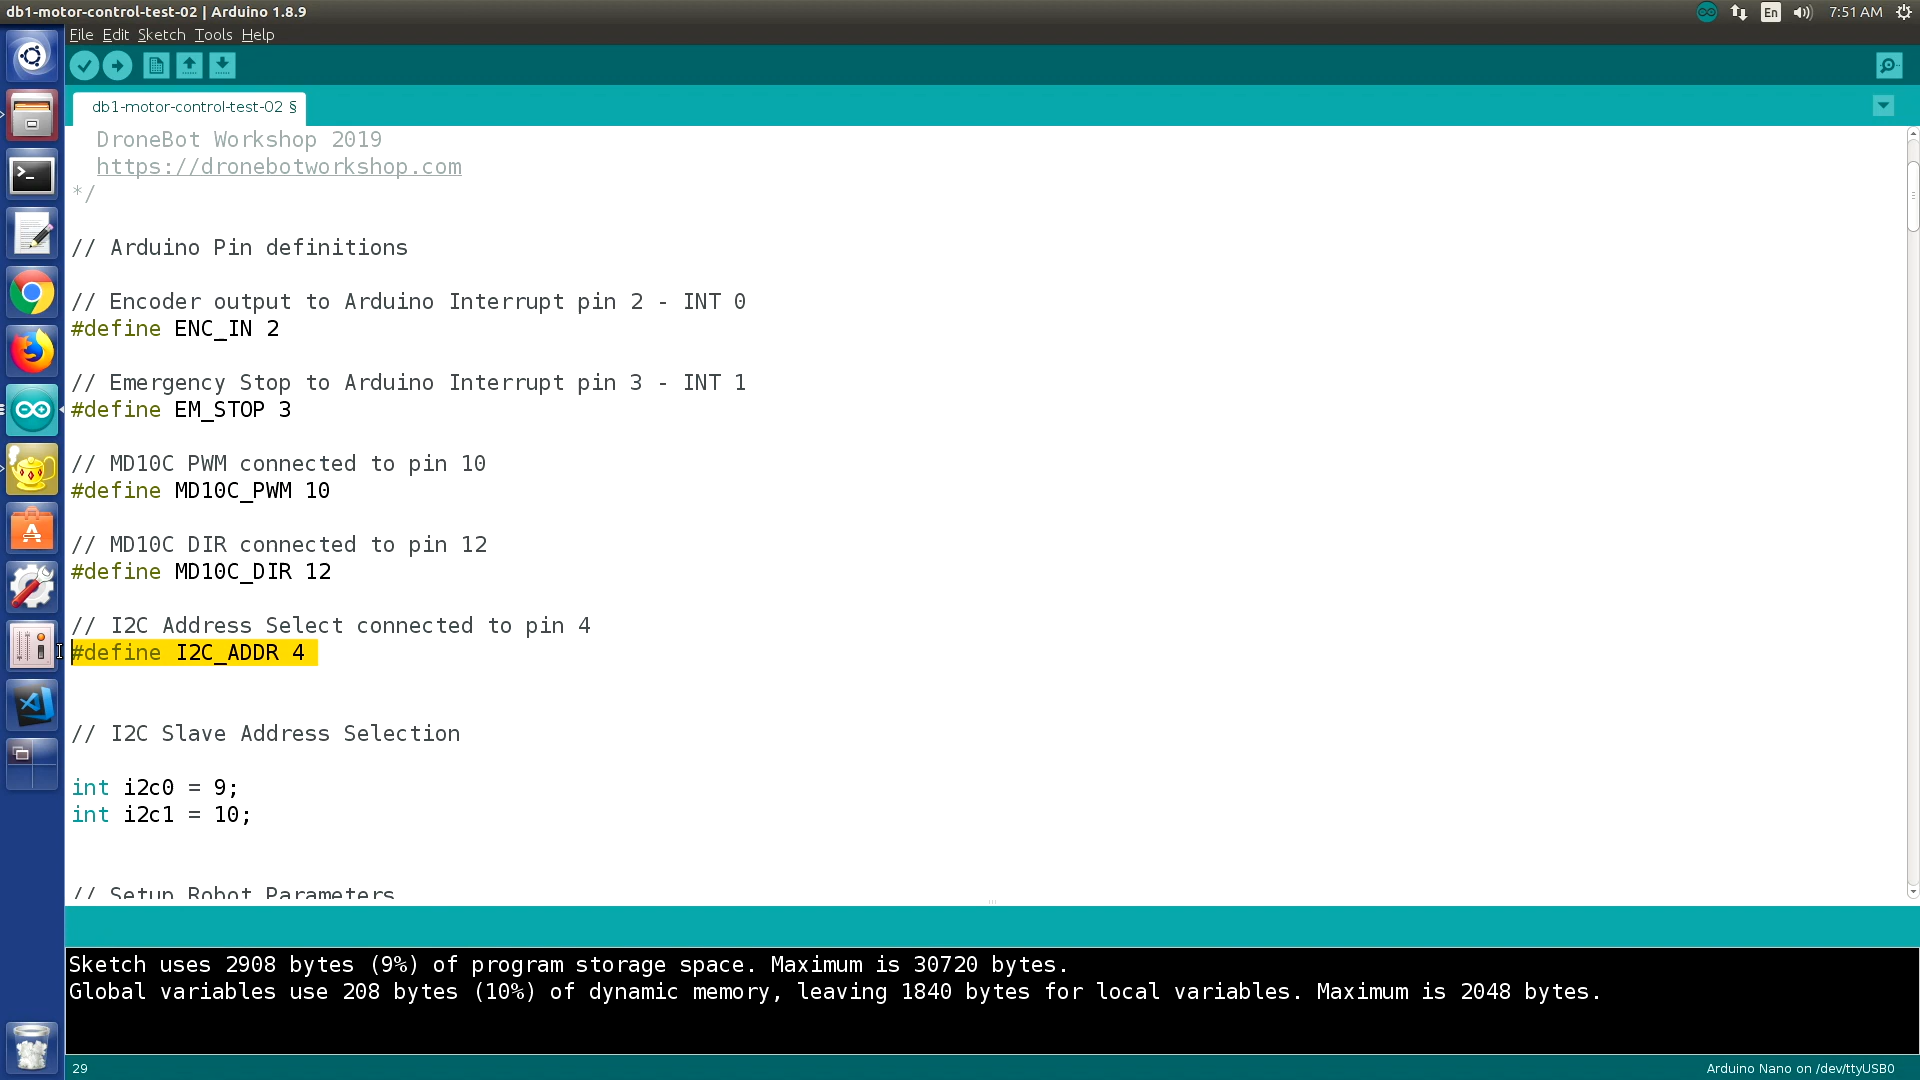 db1-motor-control-test-02 | Arduino 1.8.9
En
7:51 AM
File Edit Sketch Tools Help
db1-motor-control-test-02 §
DroneBot Workshop 2019
https://dronebotworkshop.com
*/
// Arduino Pin definitions
// Encoder output to Arduino Interrupt pin 2 - INT 0
#define ENC_IN 2
// Emergency Stop to Arduino Interrupt pin 3 - INT 1
#define EM_STOP 3
// MD10C PWM connected to pin 10
#define MD10C_PWM 10
// MD10C DIR connected to pin 12
#define MD10C_DIR 12
// I2C Address Select connected to pin 4
#define I2C_ADDR 4
// I2C Slave Address Selection
int i2c0 = 9;
int i2c1 = 10;
// Setup Robot Parameters
Sketch uses 2908 bytes (9%) of program storage space. Maximum is 30720 bytes.
Global variables use 208 bytes (10%) of dynamic memory, leaving 1840 bytes for local variables. Maximum is 2048 bytes.
29
Arduino Nano on /dev/ttyUSB0